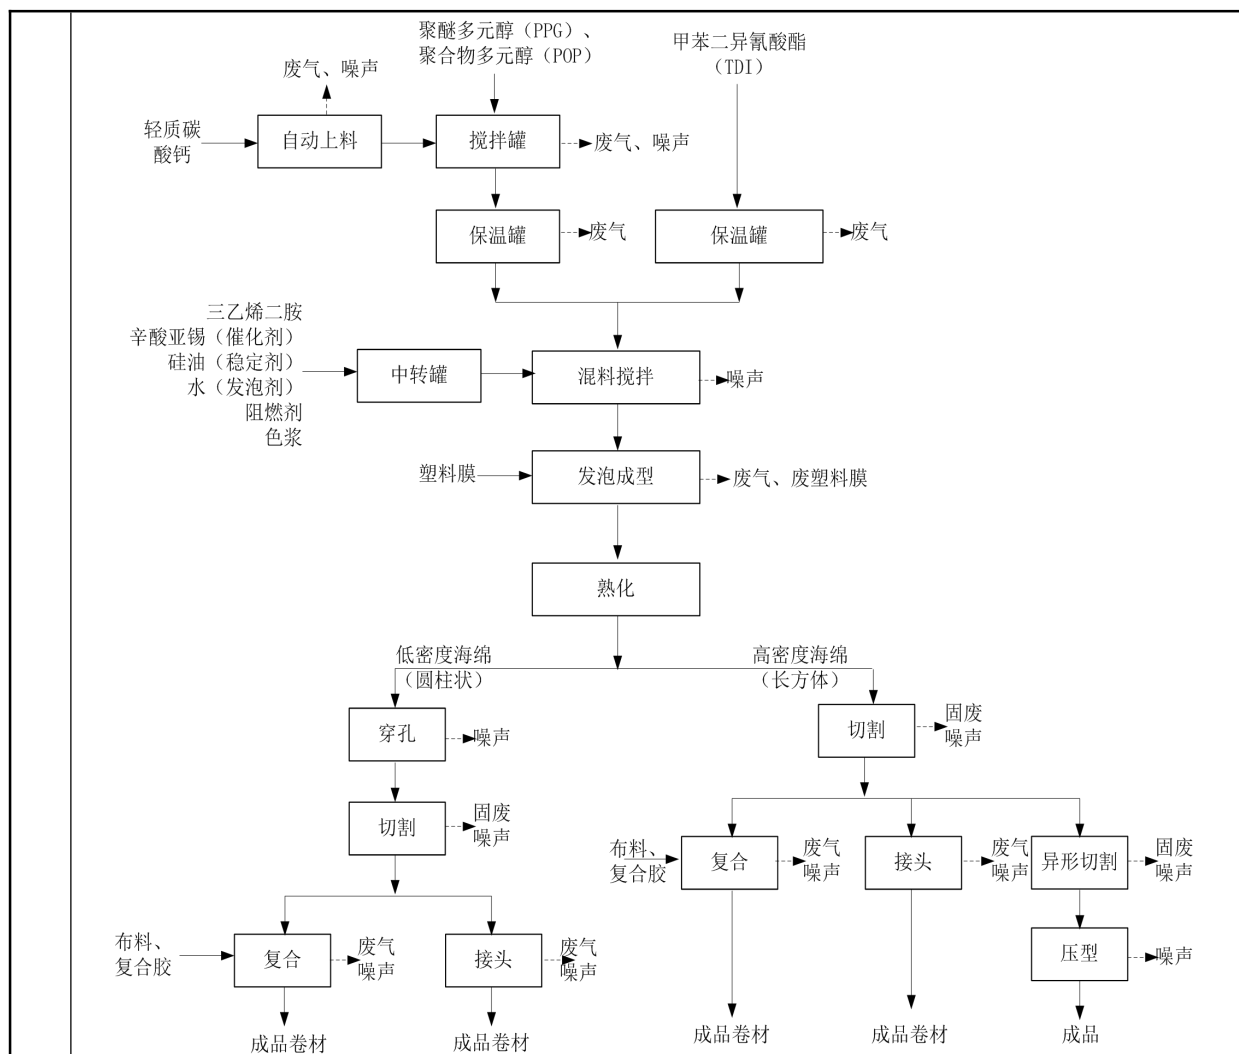 聚醚多元醇（PPG）、
聚合物多元醇（POP）
甲苯二异氰酸酯
（TDI）
废气、噪声
轻质碳
酸钙
自动上料
搅拌罐
废气、噪声
保温罐
废气
保温罐
废气
三乙烯二胺
辛酸亚锡（催化剂）
硅油（稳定剂）
水（发泡剂）
阻燃剂
色浆
中转罐
混料搅拌
噪声
塑料膜
发泡成型
废气、废塑料膜
熟化
低密度海绵
（圆柱状）
高密度海绵
（长方体）
穿孔
噪声
切割
固废
噪声
切割
固废
噪声
布料、
复合胶
复合
废气
噪声
接头
废气
噪声
异形切割
固废
噪声
布料、
复合胶
复合
废气
噪声
接头
废气
噪声
压型
噪声
成品卷材
成品卷材
成品卷材
成品卷材
成品